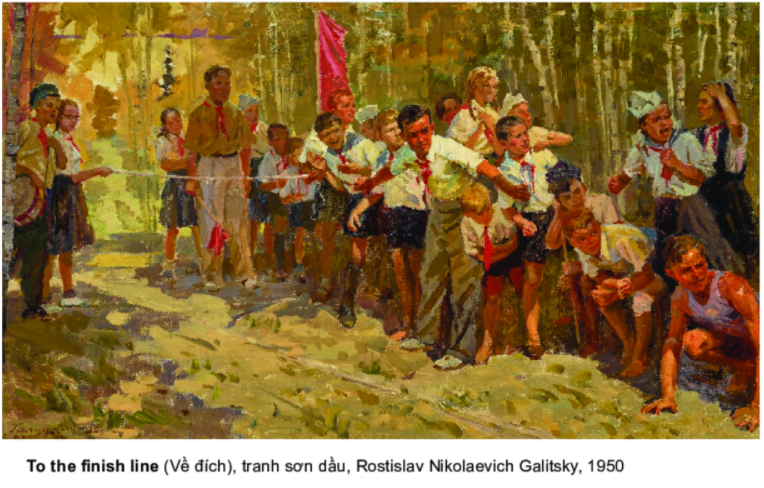 To the finish line (Về đích), tranh sơn dầu, Rostislav Nikolaevich Galitsky, 1950